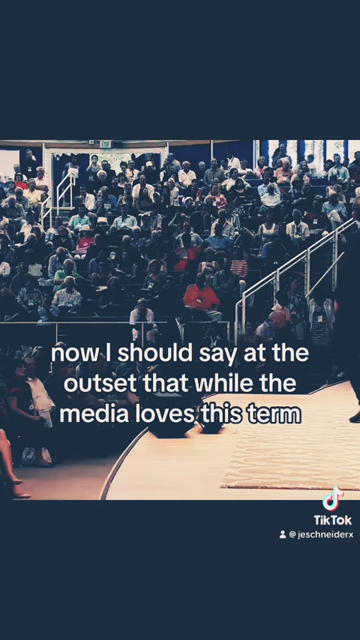 now I should say at the
outset that while the
media loves this term
TikTok
@jeschneiderx